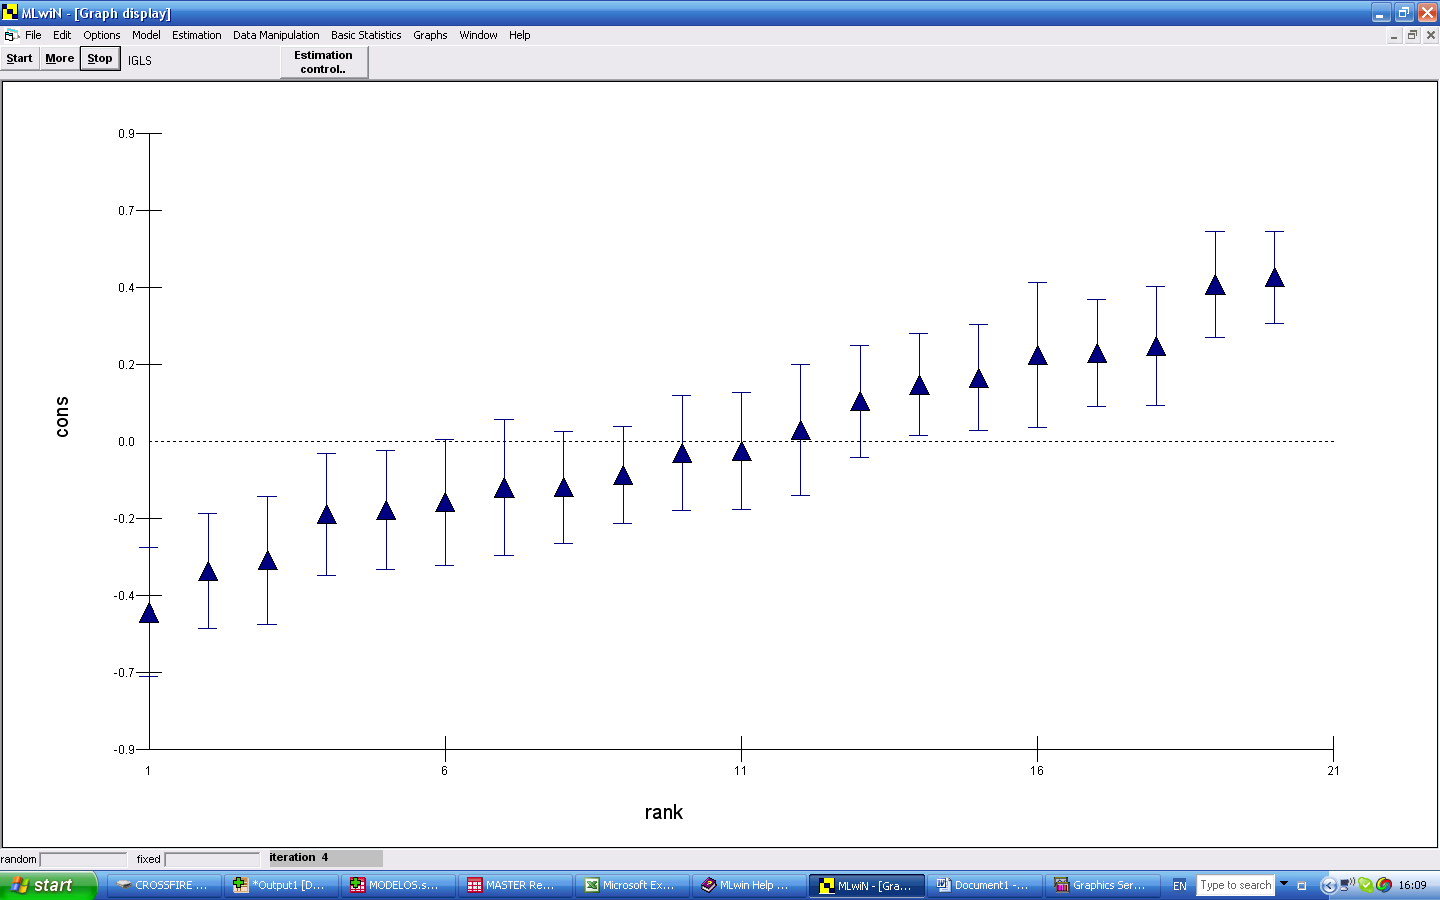 MLwiN - [Graph display]
File Edit Options Model Estimation Data Manipulation Basic Statistics Graphs Window Help
Start More Stop IGLS Estimation control..
0.9
0.7
0.4
0.2
0.0
-0.2
-0.4
-0.7
-0.9
cons
1 6 11 16 21
rank
random fixed iteration 4
start CROSSFIRE ... *Output1 [D... MODELOS.s... MASTER Re... Microsoft Ex... MLwin Help ... MLwiN - [Gra... Document1 -... Graphics Ser... EN Type to search 16:09